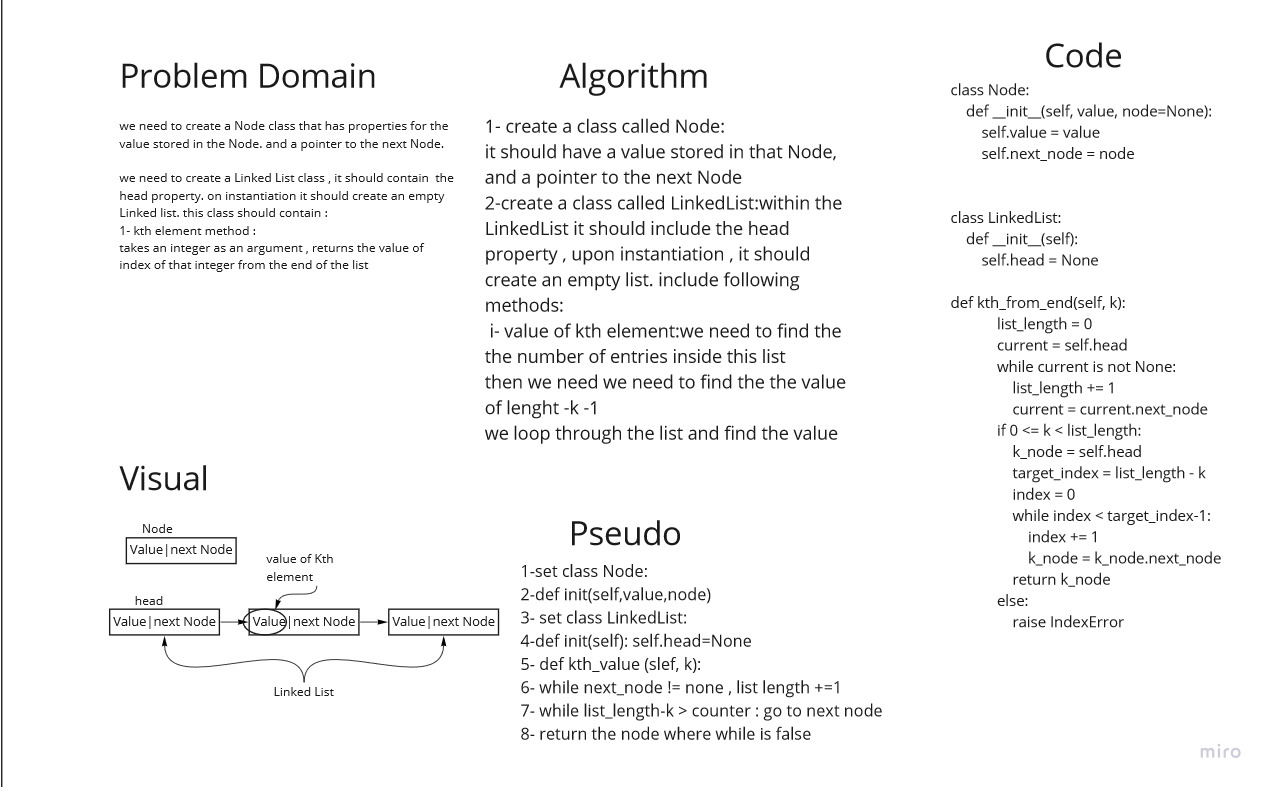 Problem Domain
we need to create a Node class that has properties for the
value stored in the Node. and a pointer to the next Node.
we need to create a Linked List class , it should contain  the
head property. on instantiation it should create an empty
Linked list. this class should contain :
1- kth element method :
takes an integer as an argument , returns the value of
index of that integer from the end of the list
Visual
Node
Value|next Node
value of Kth
element
head
Value|next Node
Value|next Node
Value|next Node
Linked List
Algorithm
1- create a class called Node:
it should have a value stored in that Node,
and a pointer to the next Node
2-create a class called LinkedList:within the
LinkedList it should include the head
property , upon instantiation , it should
create an empty list. include following
methods:
i- value of kth element:we need to find the
the number of entries inside this list
then we need we need to find the the value
of lenght -k -1
we loop through the list and find the value
Pseudo
1-set class Node:
2-def init(self,value,node)
3- set class LinkedList:
4-def init(self): self.head=None
5- def kth_value (slef, k):
6- while next_node != none , list length +=1
7- while list_length-k > counter : go to next node
8- return the node where while is false
Code
class Node:
def __init__(self, value, node=None):
self.value = value
self.next_node = node
class LinkedList:
def __init__(self):
self.head = None
def kth_from_end(self, k):
list_length = 0
current = self.head
while current is not None:
list_length += 1
current = current.next_node
if 0 <= k < list_length:
k_node = self.head
target_index = list_length - k
index = 0
while index < target_index-1:
index += 1
k_node = k_node.next_node
return k_node
else:
raise IndexError
miro